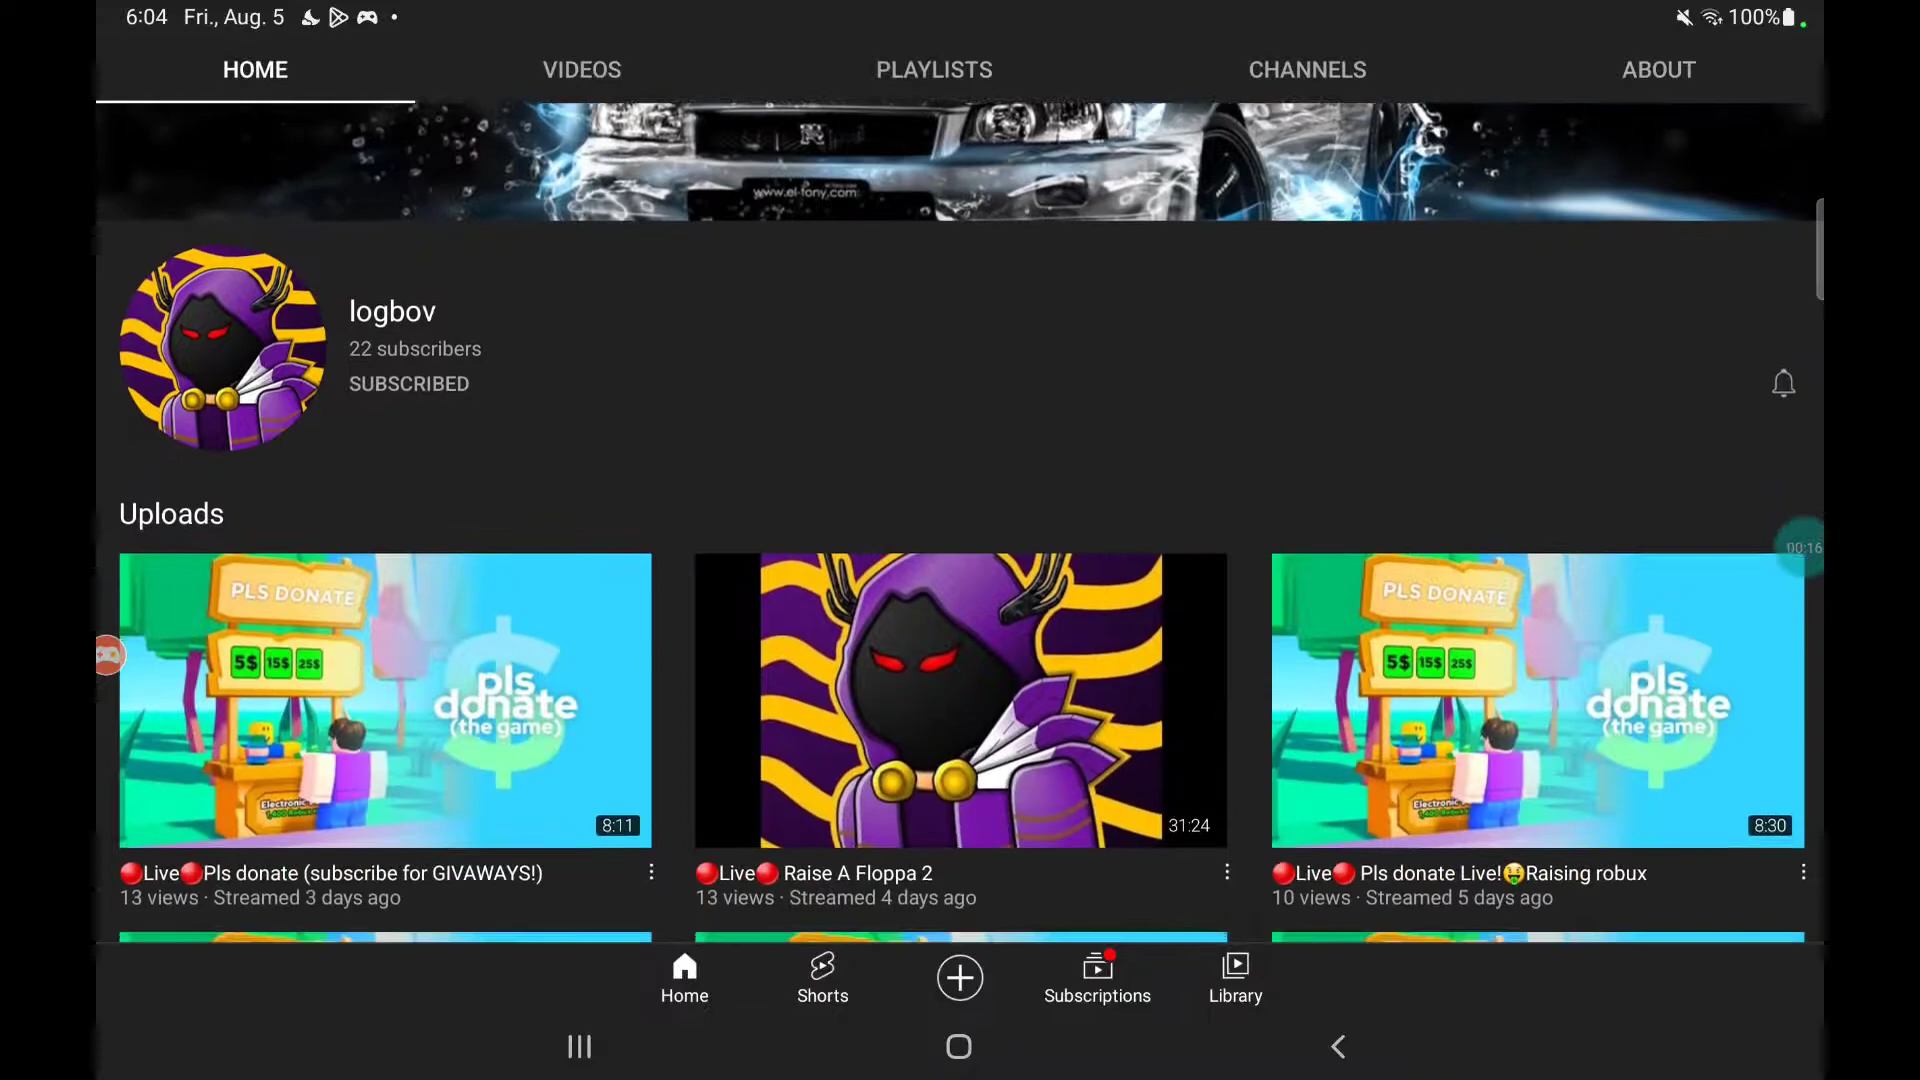 6:04 Fri., Aug. 5
100%
HOME VIDEOS PLAYLISTS CHANNELS ABOUT
R
www.el-tony.com
logbov
22 subscribers
SUBSCRIBED
Uploads
00:16
PLS DONATE
5$ 15$ 25$
pls
donate
(the game)
Electronic
8:11
31:24
PLS DONATE
5$ 15$ 25$
pls
donate
(the game)
Electronic
8:30
🔴Live🔴Pls donate (subscribe for GIVAWAYS!)
13 views · Streamed 3 days ago
🔴Live🔴 Raise A Floppa 2
13 views · Streamed 4 days ago
🔴Live🔴 Pls donate Live!🤑Raising robux
10 views · Streamed 5 days ago
Home Shorts Subscriptions Library